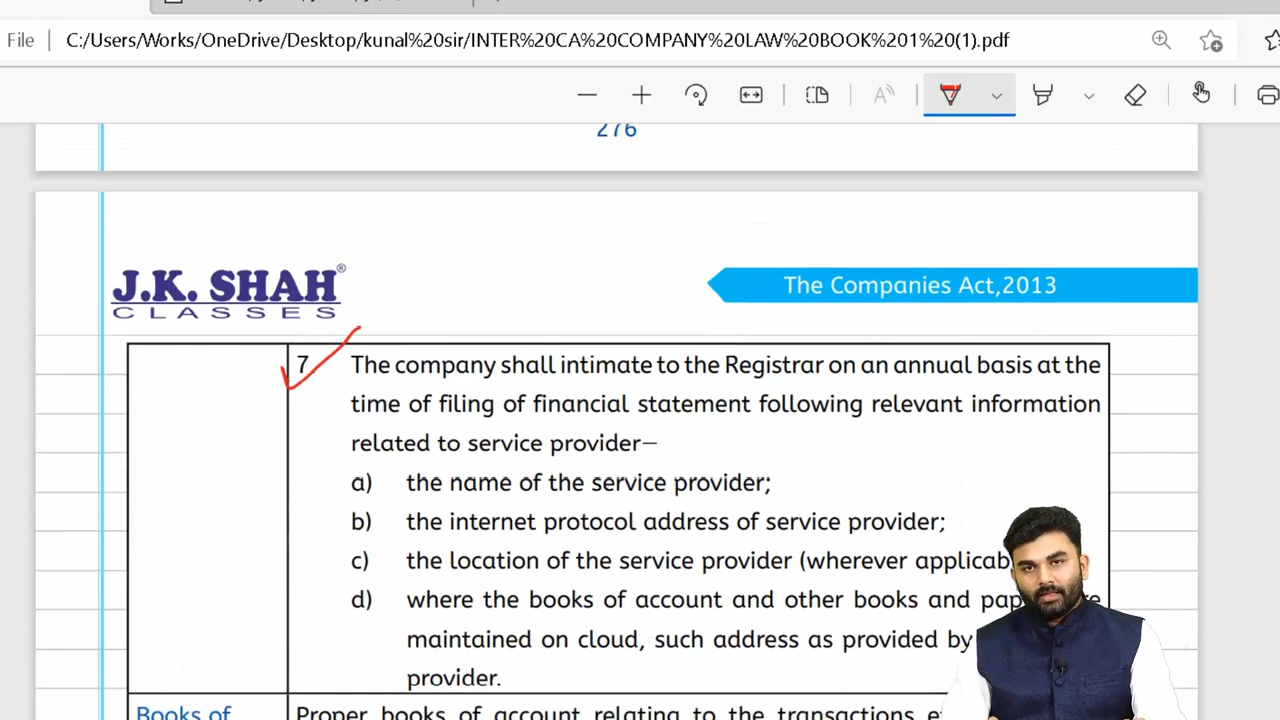 File
C:/Users/Works/OneDrive/Desktop/kunal%20sir/INTER%20CA%20COMPANY%20LAW%20BOOK%201%20(1).pdf
276
J.K. SHAH®
CLASSES
The Companies Act,2013
7 The company shall intimate to the Registrar on an annual basis at the
time of filing of financial statement following relevant information
related to service provider—
a) the name of the service provider;
b) the internet protocol address of service provider;
c) the location of the service provider (wherever
d) where the books of account and other books and
maintained on cloud, such address as provided by
provider.
Books of
Proper books of account relating to the transactions